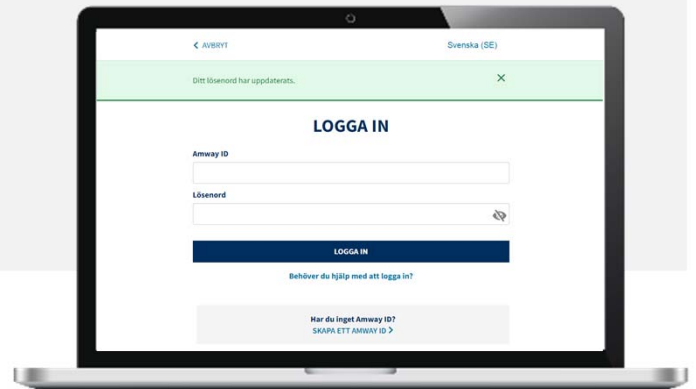 AVBRYT
Svenska (SE)
Ditt lösenord har uppdaterats.
LOGGA IN
Amway ID
Lösenord
LOGGA IN
Behöver du hjälp med att logga in?
Har du inget Amway ID?
SKAPA ETT AMWAY ID